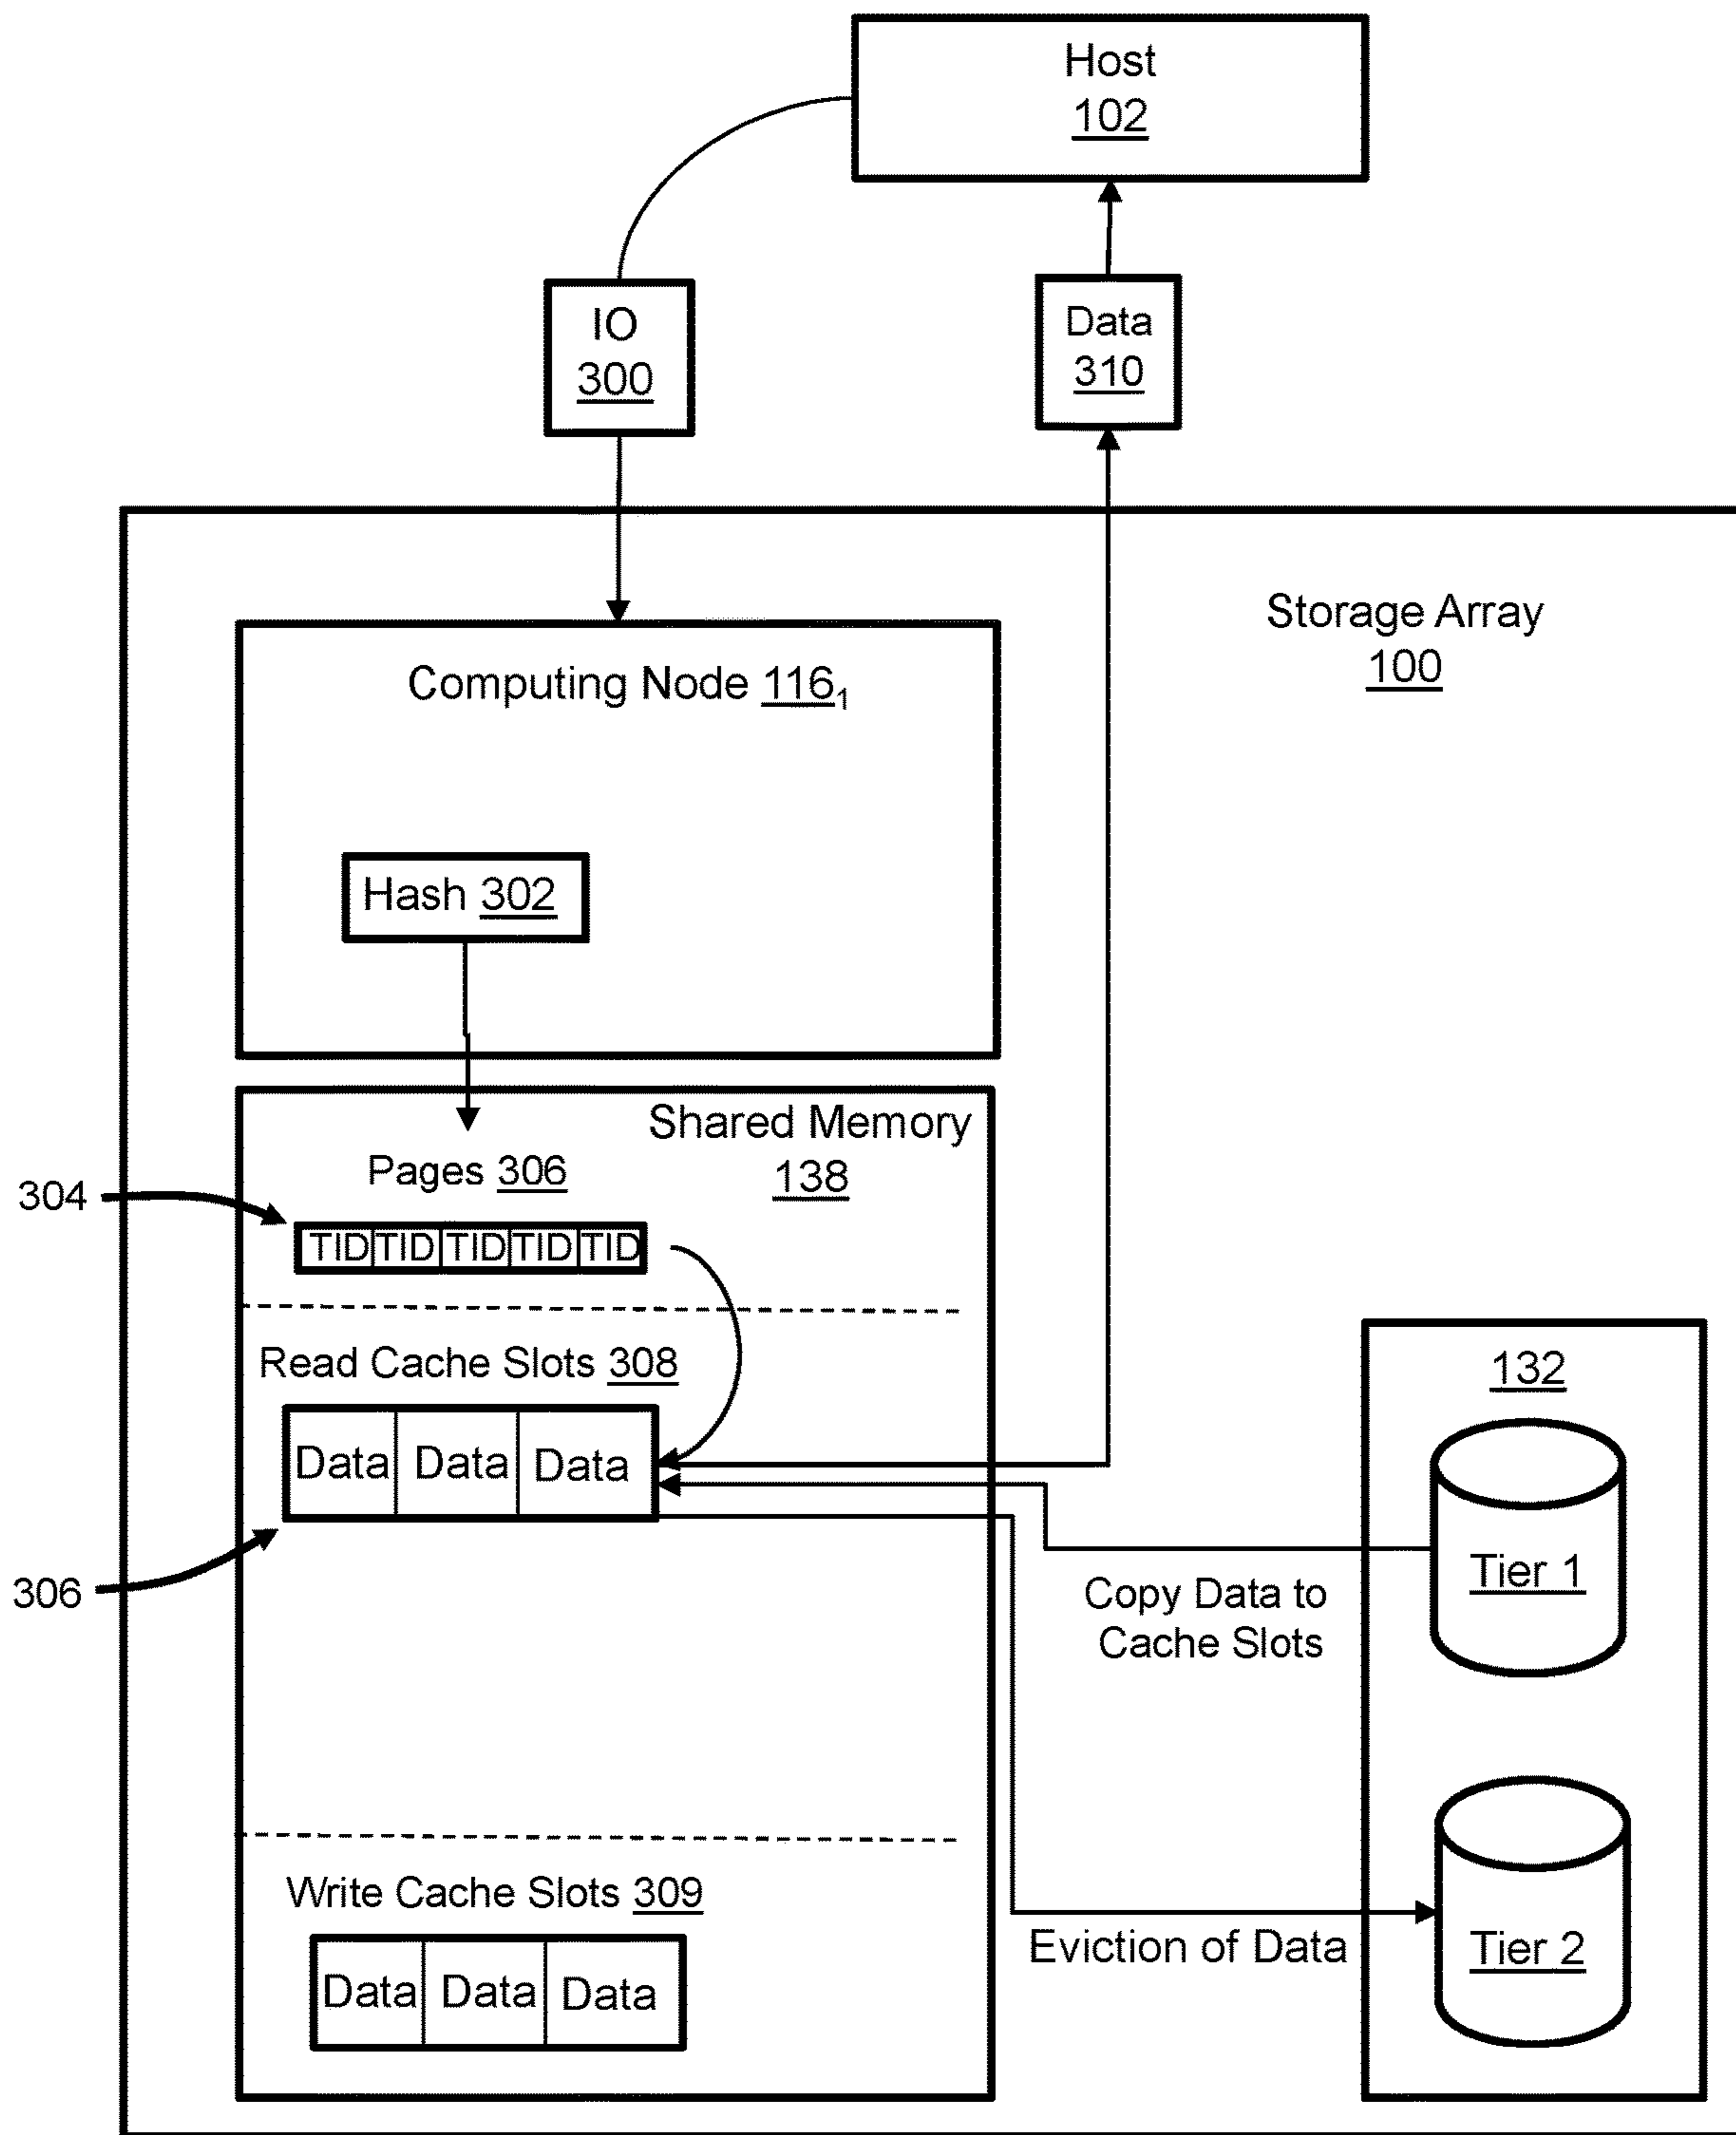 Host
102
IO
300
Data
310
Storage Array
100
Computing Node 116₁
Hash 302
Shared Memory
138
Pages 306
304
TID TID TID TID TID
Read Cache Slots 308
Data Data Data
306
132
Tier 1
Copy Data to
Cache Slots
Write Cache Slots 309
Data Data Data
Eviction of Data
Tier 2